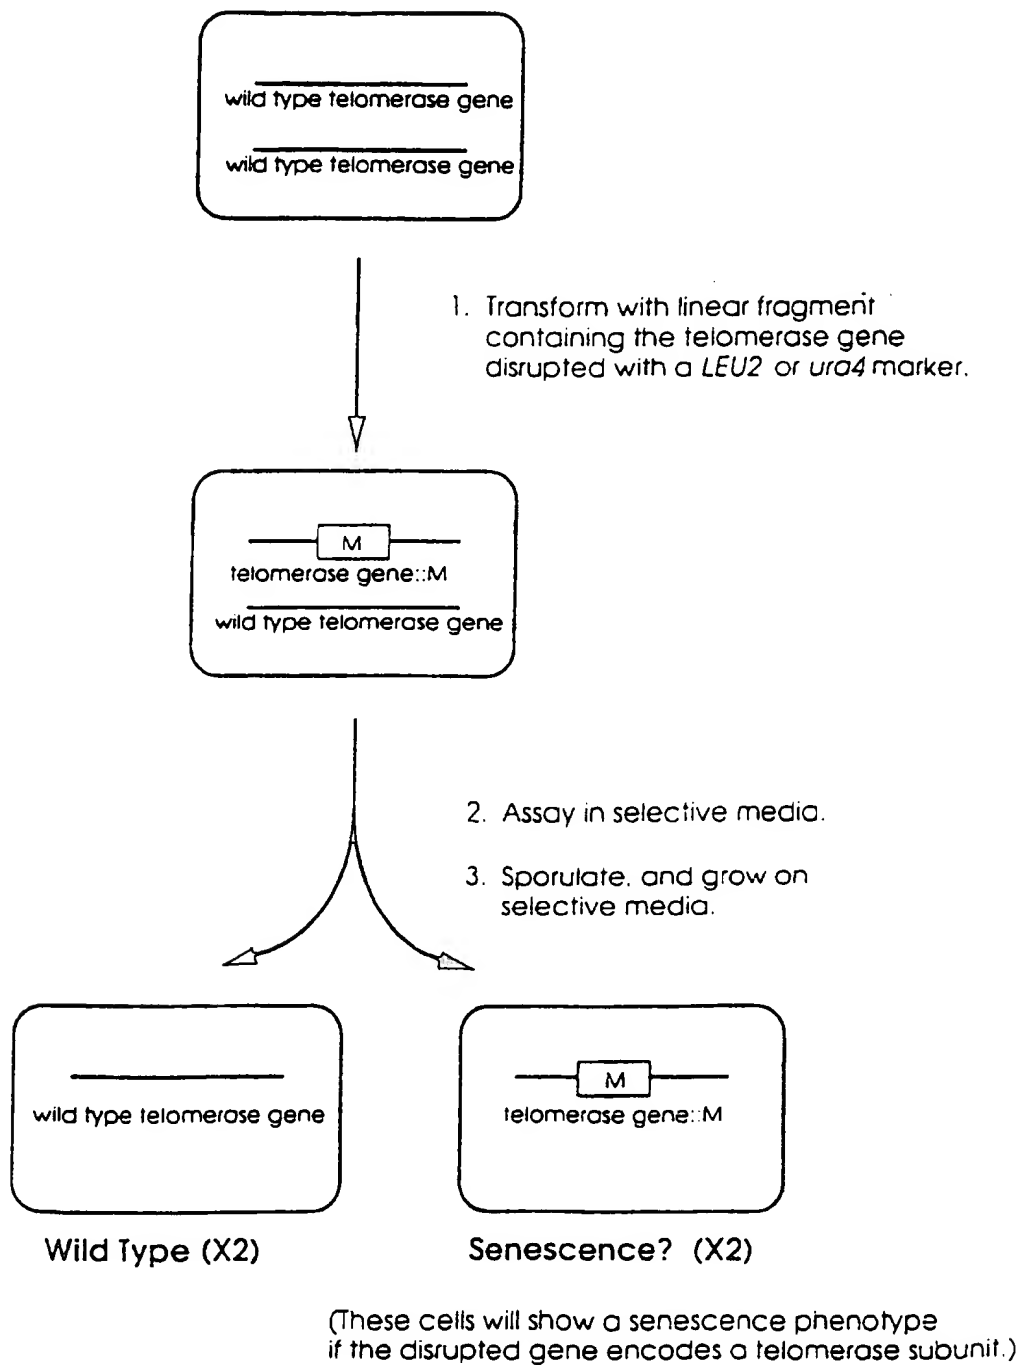 wild type telomerase gene
wild type telomerase gene
1. Transform with linear fragment
containing the telomerase gene
disrupted with a LEU2 or ura4 marker.
M
telomerase gene::M
wild type telomerase gene
2. Assay in selective media.
3. Sporulate, and grow on
selective media.
wild type telomerase gene
M
telomerase gene::M
Wild Type (X2)
Senescence? (X2)
(These cells will show a senescence phenotype
if the disrupted gene encodes a telomerase subunit.)